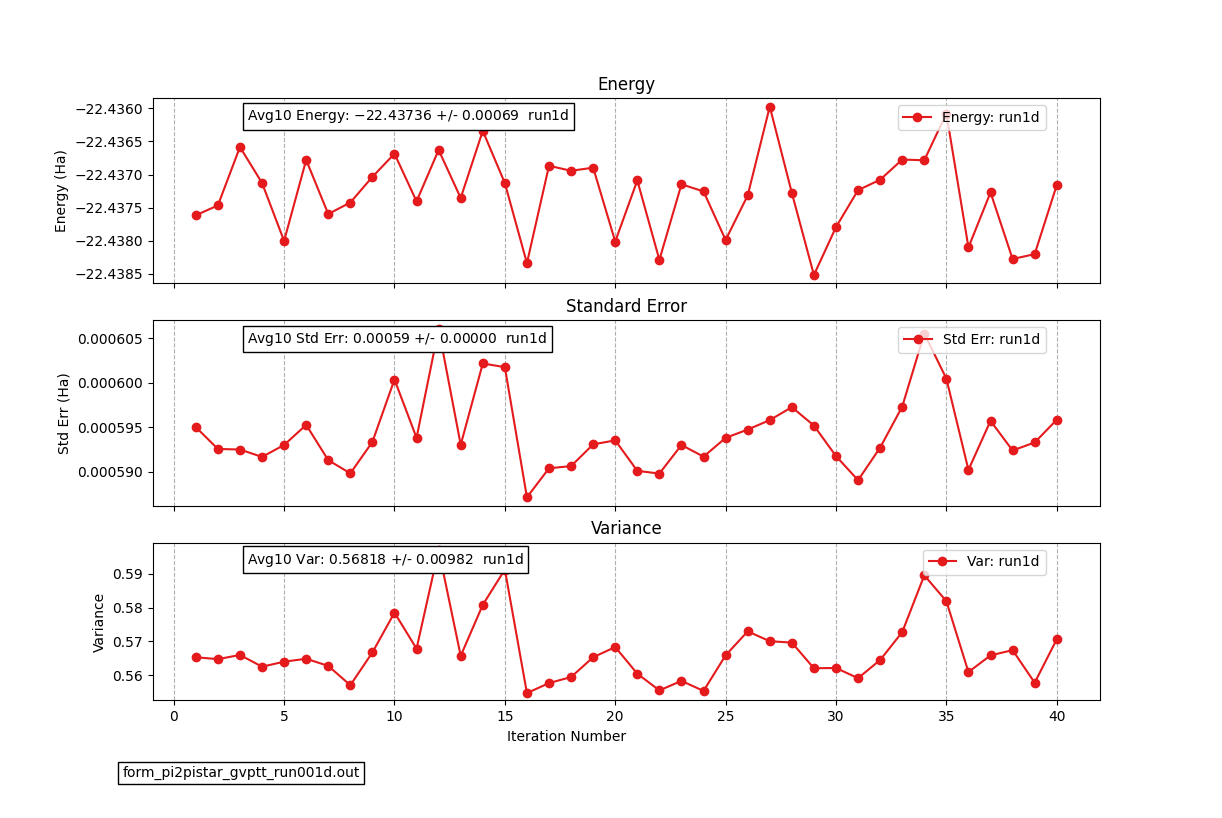 Energy
Avg10 Energy: −22.43736 +/- 0.00069 run1d
Energy: run1d
Energy (Ha)
−22.4360
−22.4365
−22.4370
−22.4375
−22.4380
−22.4385
Standard Error
Avg10 Std Err: 0.00059 +/- 0.00000 run1d
Std Err: run1d
Std Err (Ha)
0.000605
0.000600
0.000595
0.000590
Variance
Avg10 Var: 0.56818 +/- 0.00982 run1d
Var: run1d
Variance
0.59
0.58
0.57
0.56
0 5 10 15 20 25 30 35 40
Iteration Number
form_pi2pistar_gvptt_run001d.out